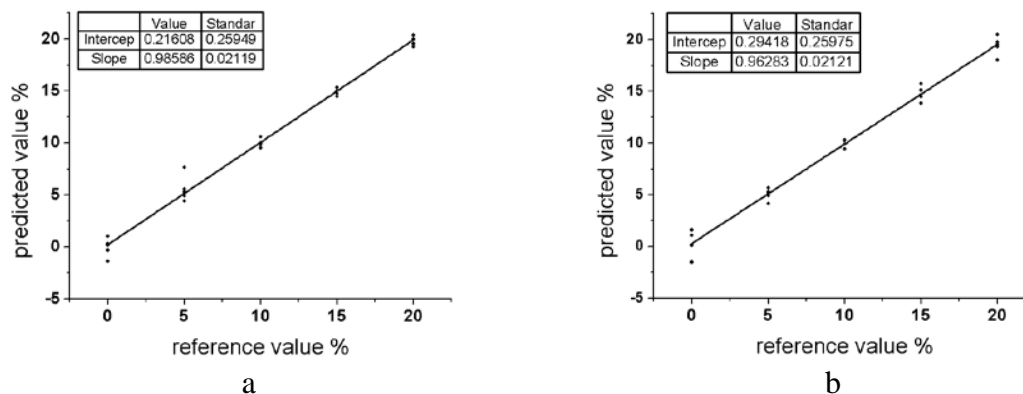 Value Standar
Intercep 0.21608 0.25949
Slope 0.98586 0.02119
20
15
10
5
0
-5
predicted value %
0 5 10 15 20
reference value %
a
Value Standar
Intercep 0.29418 0.25975
Slope 0.96283 0.02121
20
15
10
5
0
-5
predicted value %
0 5 10 15 20
reference value %
b